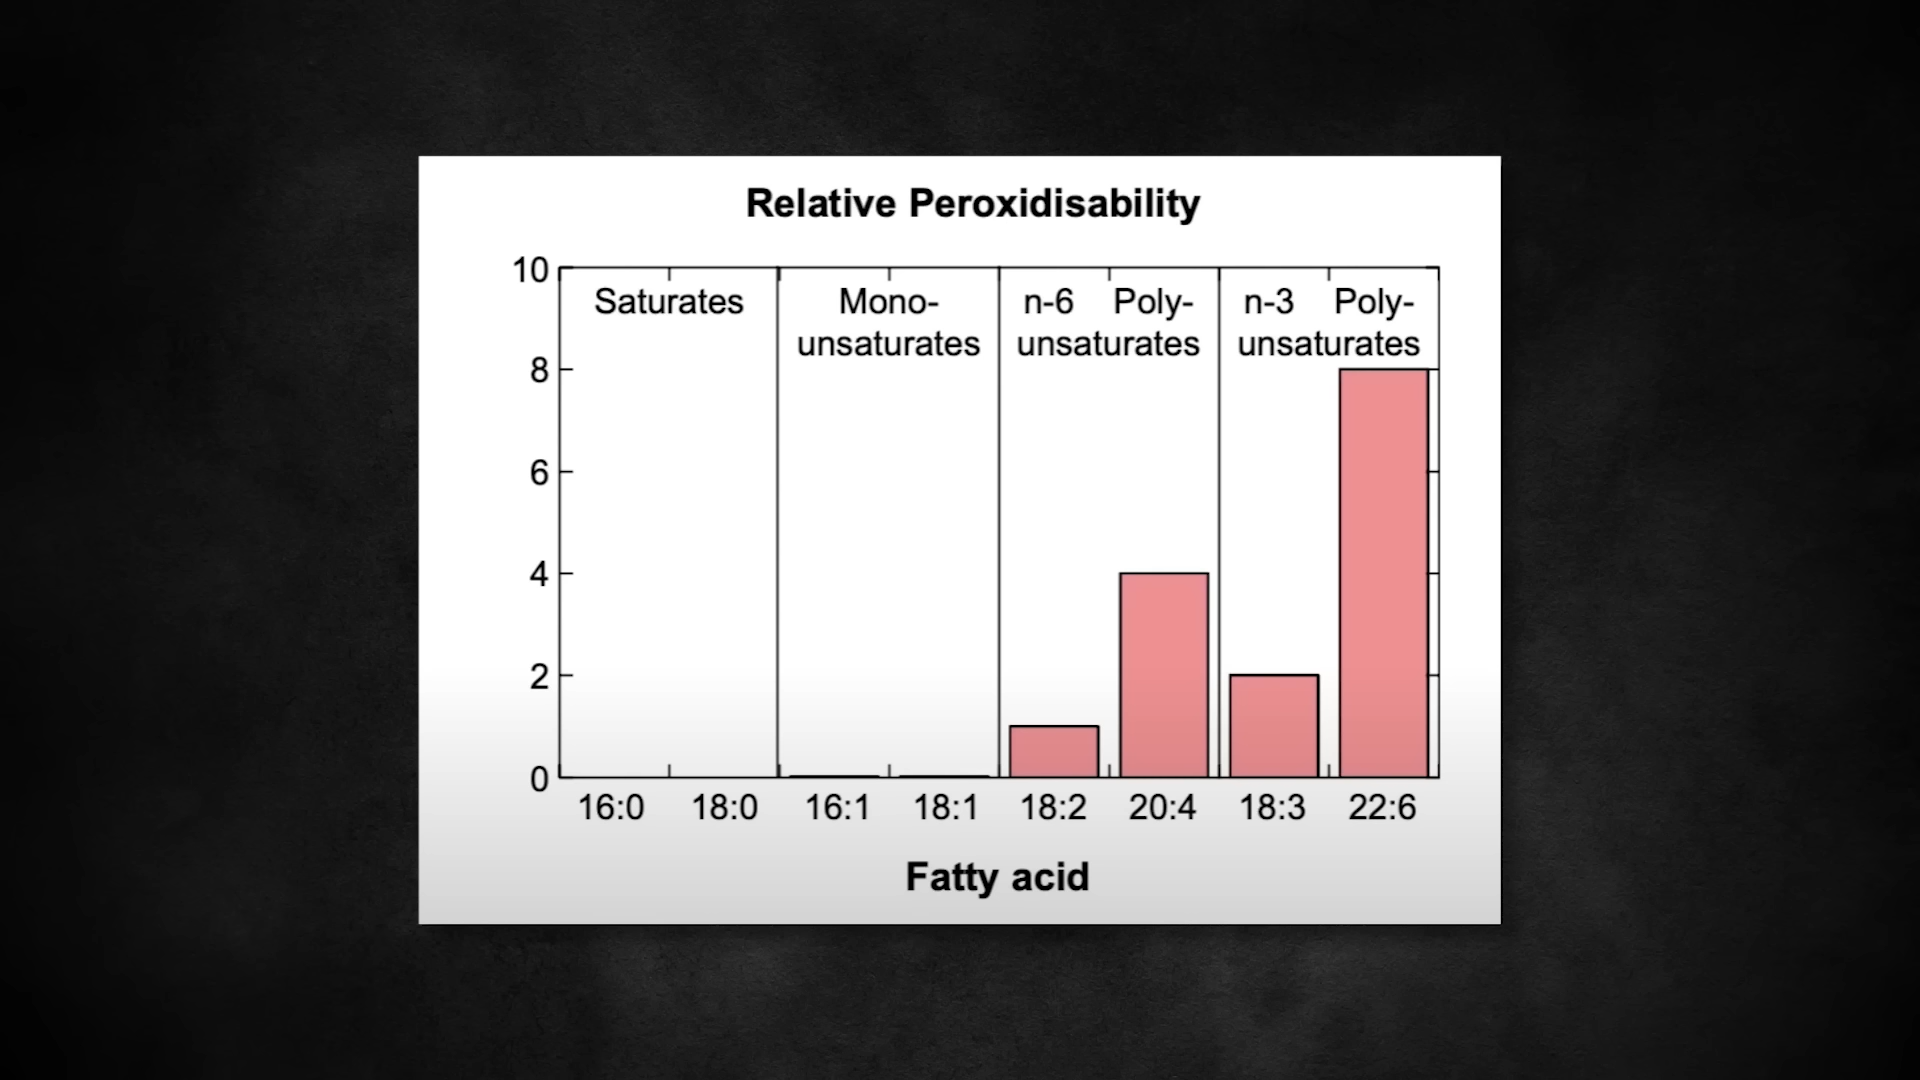 Relative Peroxidisability
10
Saturates
Mono-
unsaturates
n-6 Poly-
unsaturates
n-3 Poly-
unsaturates
8
6
4
2
0
16:0 18:0 16:1 18:1 18:2 20:4 18:3 22:6
Fatty acid